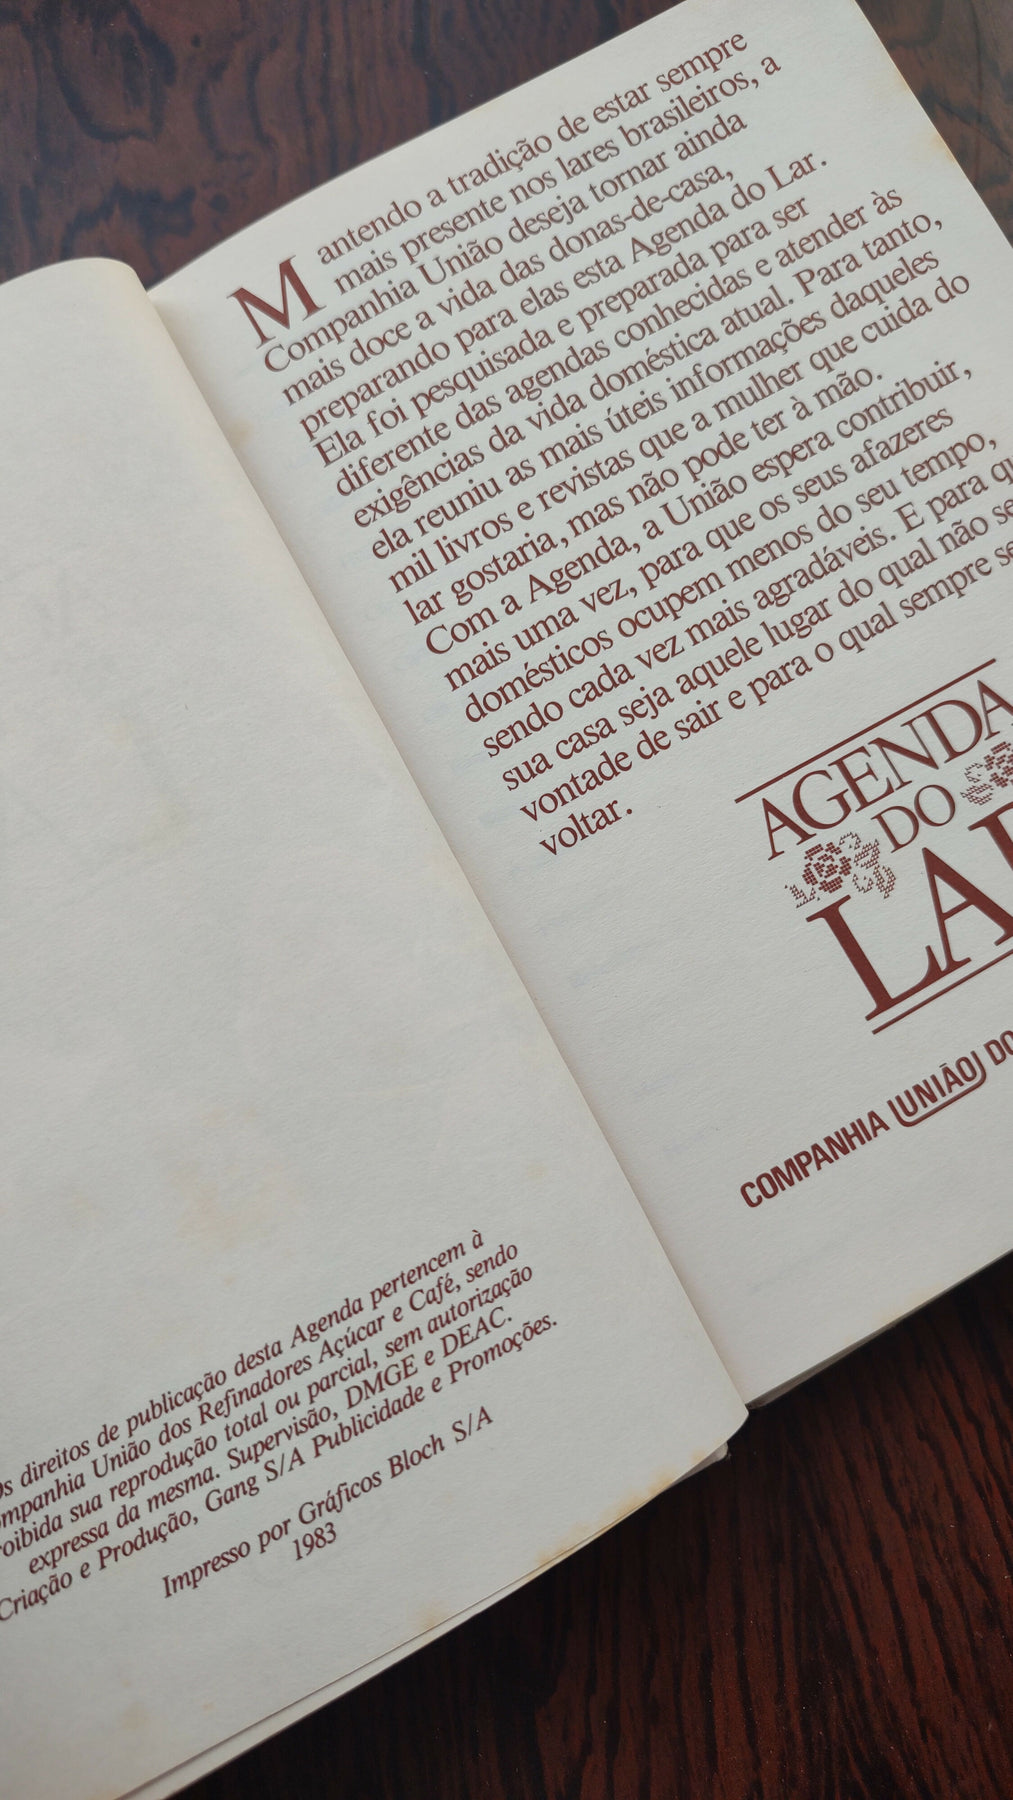 Os direitos de publicação desta Agenda pertencem à
ompanhia União dos Refinadores Açúcar e Café, sendo
roibida sua reprodução total ou parcial, sem autorização
expressa da mesma. Supervisão, DMGE e DEAC.
Criação e Produção, Gang S/A Publicidade e Promoções.
Impresso por Gráficos Bloch S/A
1983
Mantendo a tradição de estar sempre
mais presente nos lares brasileiros, a
Companhia União deseja tornar ainda
mais doce a vida das donas-de-casa,
preparando para elas esta Agenda do Lar.
Ela foi pesquisada e preparada para ser
diferente das agendas conhecidas e atender às
exigências da vida doméstica atual. Para tanto,
ela reuniu as mais úteis informações daqueles
mil livros e revistas que a mulher que cuida do
lar gostaria, mas não pode ter à mão.
Com a Agenda, a União espera contribuir,
mais uma vez, para que os seus afazeres
domésticos ocupem menos do seu tempo,
sendo cada vez mais agradáveis. E para qu
sua casa seja aquele lugar do qual não se
vontade de sair e para o qual sempre se
voltar.
AGENDA
DO
LA
COMPANHIA UNIÃO DO